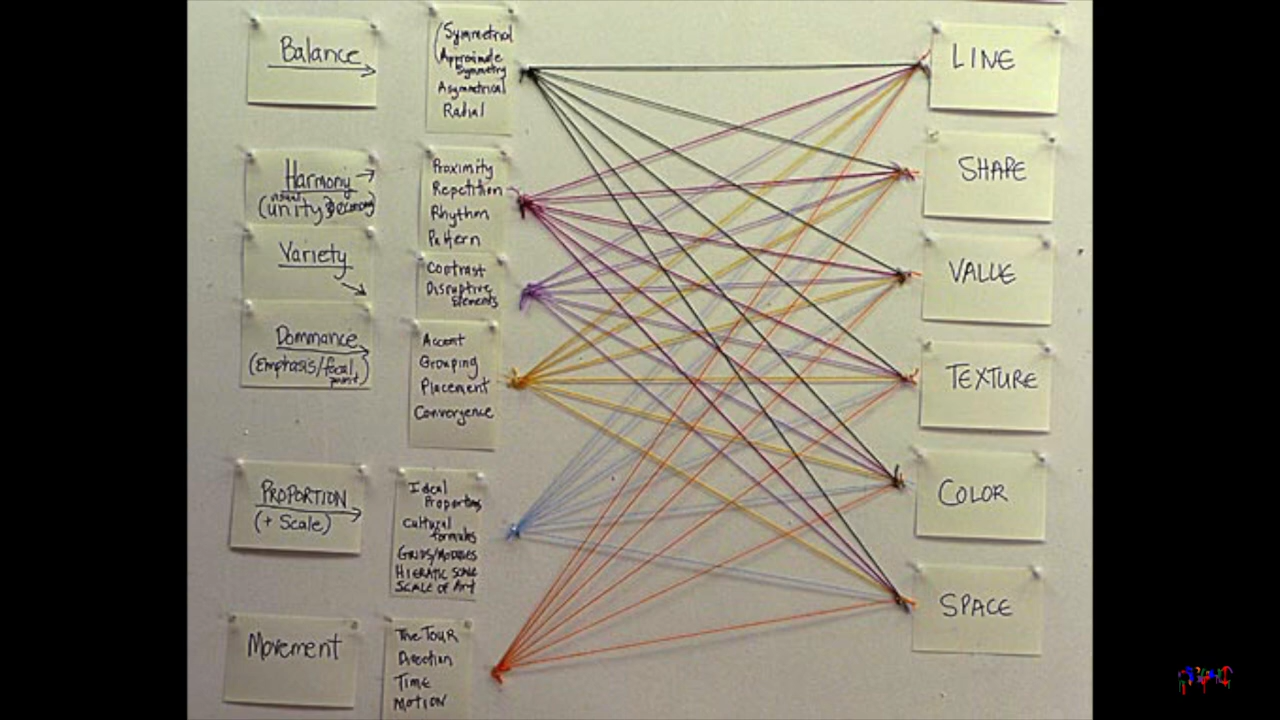 Balance
(Symmetrical
Approximate
Symmetry
Asymmetrical
Radial
LINE
Harmony
visual
(unity)
Proximity
Repetition
Rhythm
Pattern
SHAPE
Variety
Contrast
Disruptive
Elements
VALUE
Dominance
(Emphasis/focal
point)
Accent
Grouping
Placement
Convergence
TEXTURE
PROPORTION
(+ Scale)
Ideal
Proportions
Cultural
formulas
GRIDS/MODULES
HIERATIC SCALE
SCALE OF ART
COLOR
Movement
The TOUR
Direction
TIME
MOTION
SPACE